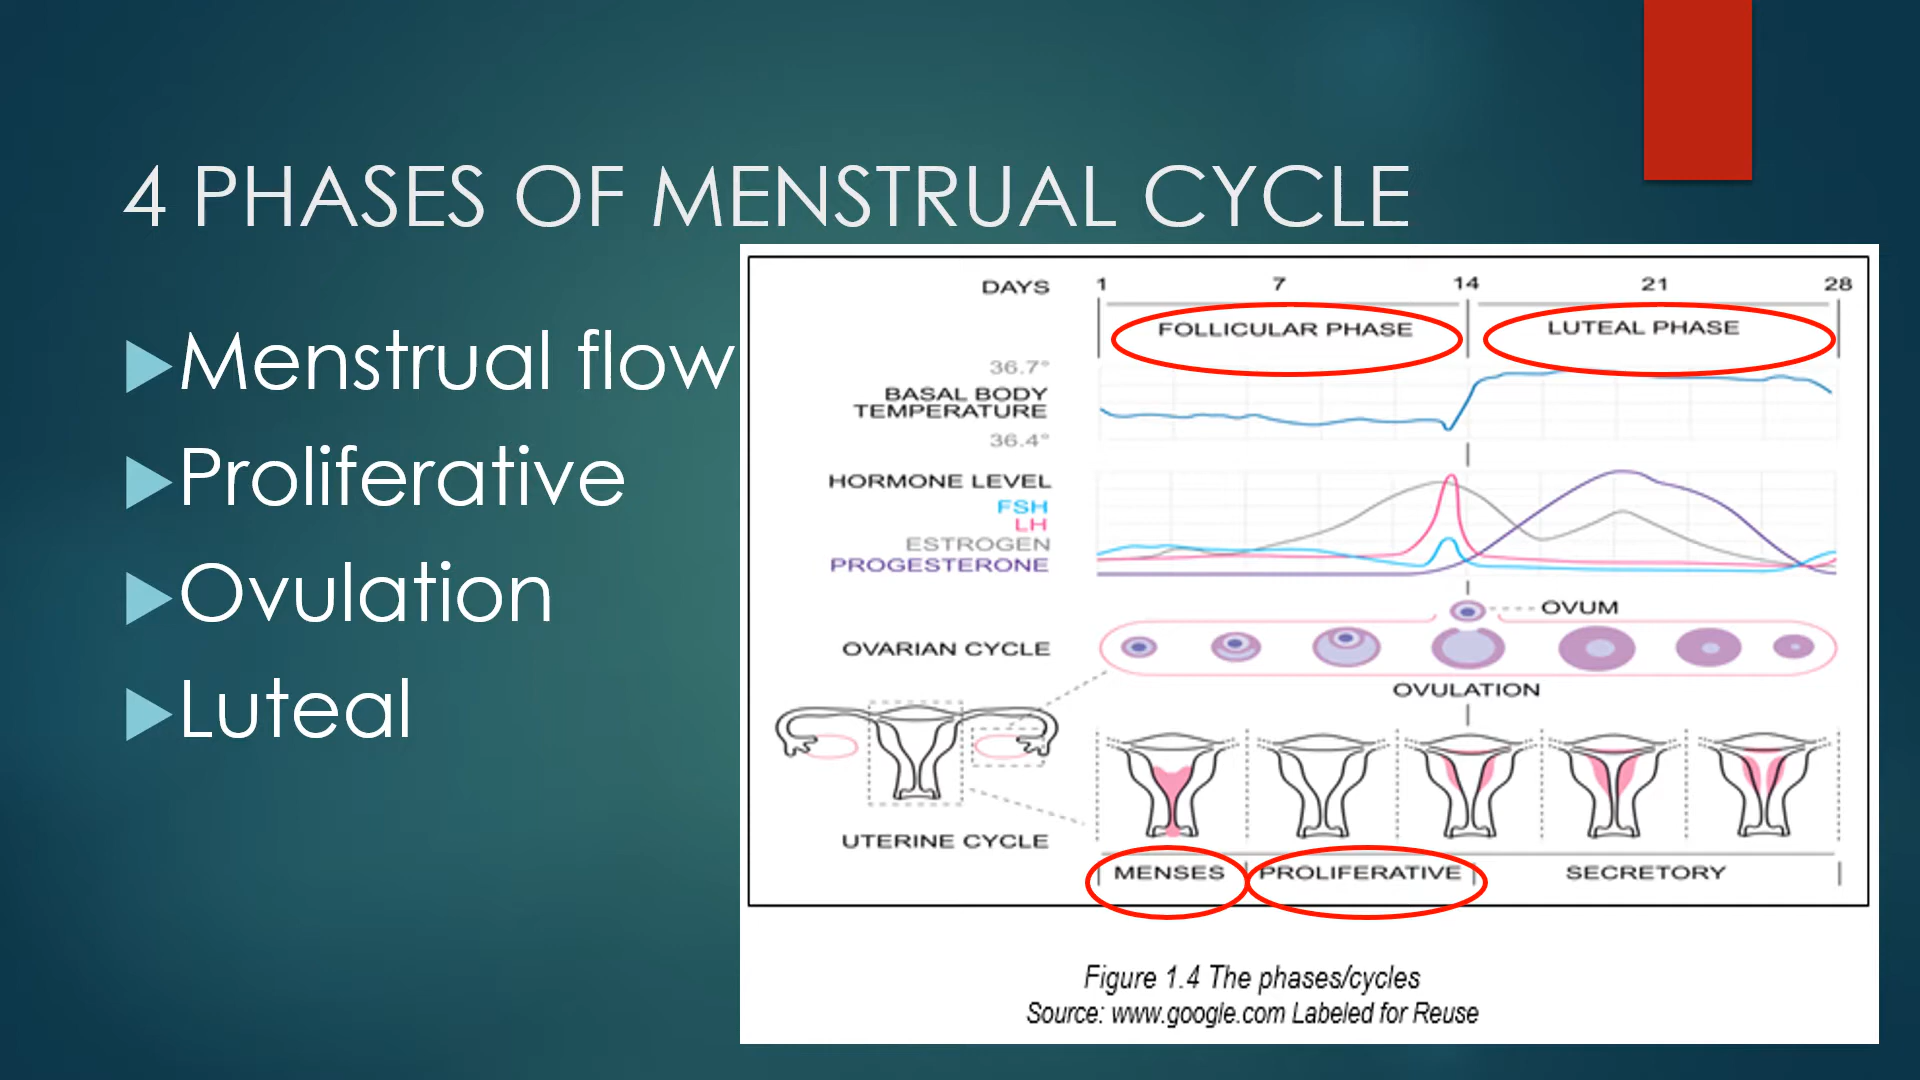 4 PHASES OF MENSTRUAL CYCLE
Menstrual flow
Proliferative
Ovulation
Luteal
DAYS 1 7 14 21 28
FOLLICULAR PHASE LUTEAL PHASE
36.7°
BASAL BODY
TEMPERATURE
36.4°
HORMONE LEVEL
FSH
LH
ESTROGEN
PROGESTERONE
OVUM
OVARIAN CYCLE
OVULATION
UTERINE CYCLE
MENSES PROLIFERATIVE SECRETORY
Figure 1.4 The phases/cycles
Source: www.google.com Labeled for Reuse